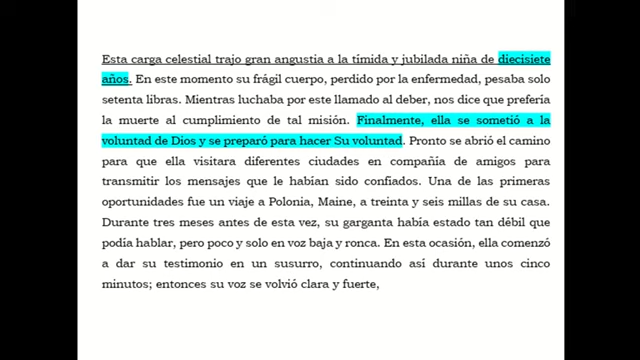 Esta carga celestial trajo gran angustia a la tímida y jubilada niña de diecisiete
años. En este momento su frágil cuerpo, perdido por la enfermedad, pesaba solo
setenta libras. Mientras luchaba por este llamado al deber, nos dice que prefería
la muerte al cumplimiento de tal misión. Finalmente, ella se sometió a la
voluntad de Dios y se preparó para hacer Su voluntad. Pronto se abrió el camino
para que ella visitara diferentes ciudades en compañía de amigos para
transmitir los mensajes que le habían sido confiados. Una de las primeras
oportunidades fue un viaje a Polonia, Maine, a treinta y seis millas de su casa.
Durante tres meses antes de esta vez, su garganta había estado tan débil que
podía hablar, pero poco y solo en voz baja y ronca. En esta ocasión, ella comenzó
a dar su testimonio en un susurro, continuando así durante unos cinco
minutos; entonces su voz se volvió clara y fuerte,